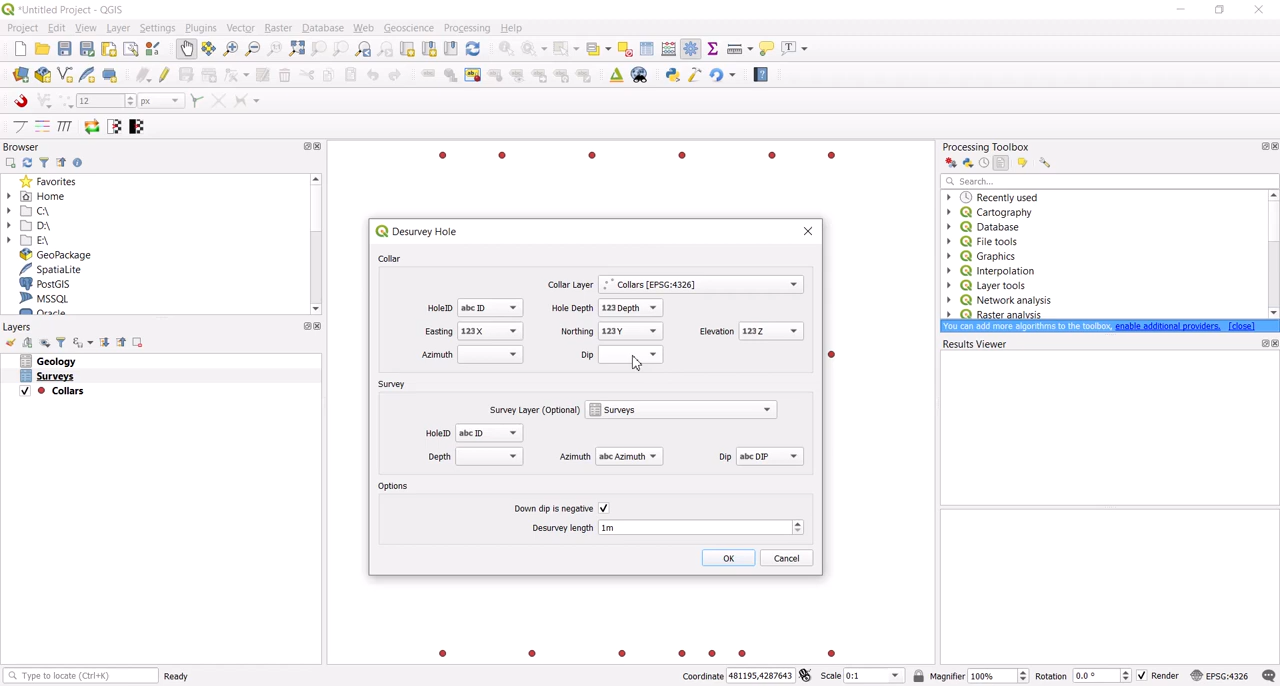 *Untitled Project - QGIS
Project Edit View Layer Settings Plugins Vector Raster Database Web Geoscience Processing Help
12 px
Browser
Favorites
Home
C:\
D:\
E:\
GeoPackage
SpatiaLite
PostGIS
MSSQL
Oracle
Layers
Geology
Surveys
Collars
Desurvey Hole
Collar
Collar Layer Collars [EPSG:4326]
HoleID abc ID Hole Depth 123 Depth
Easting 123 X Northing 123 Y Elevation 123 Z
Azimuth Dip
Survey
Survey Layer (Optional) Surveys
HoleID abc ID
Depth Azimuth abc Azimuth Dip abc DIP
Options
Down dip is negative
Desurvey length 1m
OK Cancel
Processing Toolbox
Search...
Recently used
Cartography
Database
File tools
Graphics
Interpolation
Layer tools
Network analysis
Raster analysis
You can add more algorithms to the toolbox, enable additional providers. [close]
Results Viewer
Type to locate (Ctrl+K) Ready Coordinate 481195,4287643 Scale 0:1 Magnifier 100% Rotation 0.0 ° Render EPSG:4326